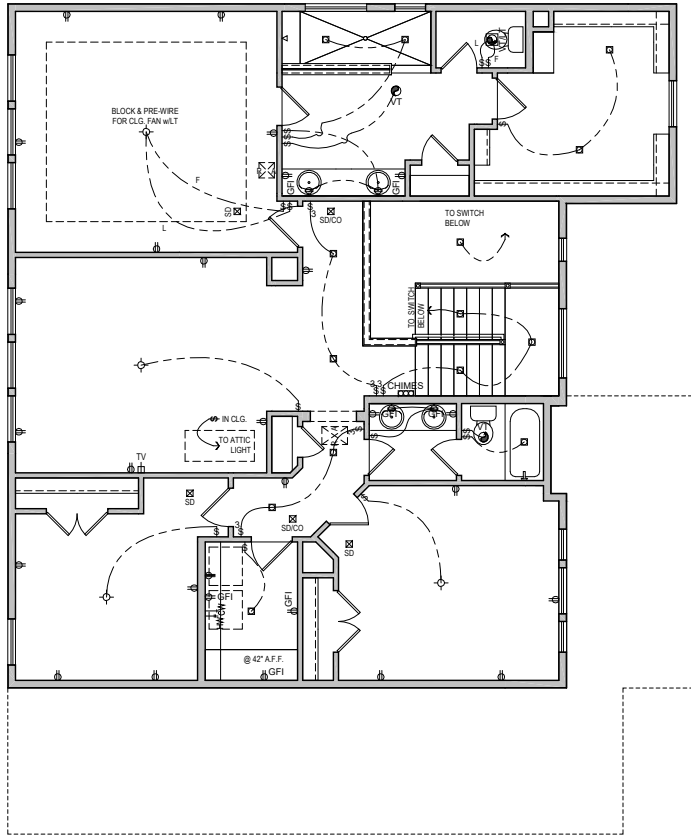 L
F
VT
BLOCK & PRE-WIRE
FOR CLG. FAN w/LT
F
L
GFI
GFI
SD
3
SD/CO
TO SWITCH
BELOW
TO SWITCH
BELOW
3 3
CHIMES
GFI
GFI
VT
IN CLG.
TO ATTIC
LIGHT
TV
SD
SD/CO
3
SD
GFI
GFI
@ 42" A.F.F.
GFI